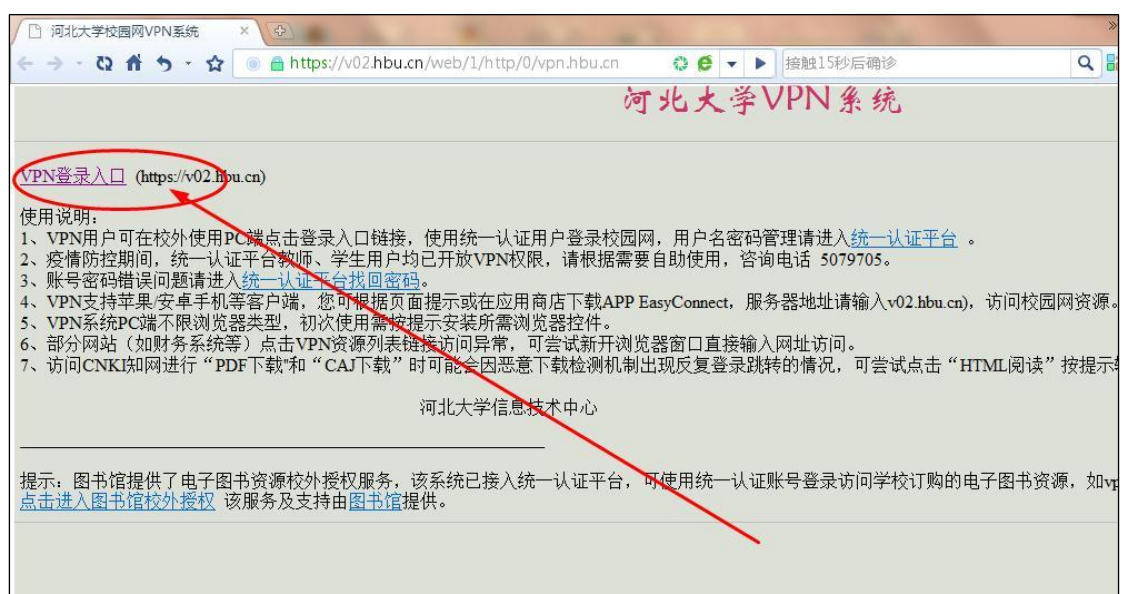 河北大学校园网VPN系统
https://v02.hbu.cn/web/1/http/0/vpn.hbu.cn
接触15秒后确诊
河北大学VPN系统
VPN登录入口 (https://v02.hbu.cn)
使用说明:
1、VPN用户可在校外使用PC端点击登录入口链接，使用统一认证用户登录校园网，用户名密码管理请进入统一认证平台 。
2、疫情防控期间，统一认证平台教师、学生用户均已开放VPN权限，请根据需要自助使用，咨询电话 5079705。
3、账号密码错误问题请进入统一认证平台找回密码。
4、VPN支持苹果/安卓手机等客户端，您可根据页面提示或在应用商店下载APP EasyConnect，服务器地址请输入v02.hbu.cn)，访问校园网资源。
5、VPN系统PC端不限浏览器类型，初次使用需按提示安装所需浏览器控件。
6、部分网站（如财务系统等）点击VPN资源列表链接访问异常，可尝试新开浏览器窗口直接输入网址访问。
7、访问CNKI知网进行“PDF下载"和“CAJ下载”时可能会因恶意下载检测机制出现反复登录跳转的情况，可尝试点击“HTML阅读”按提示
河北大学信息技术中心
提示：图书馆提供了电子图书资源校外授权服务，该系统已接入统一认证平台，可使用统一认证账号登录访问学校订购的电子图书资源，如vp
点击进入图书馆校外授权 该服务及支持由图书馆提供。